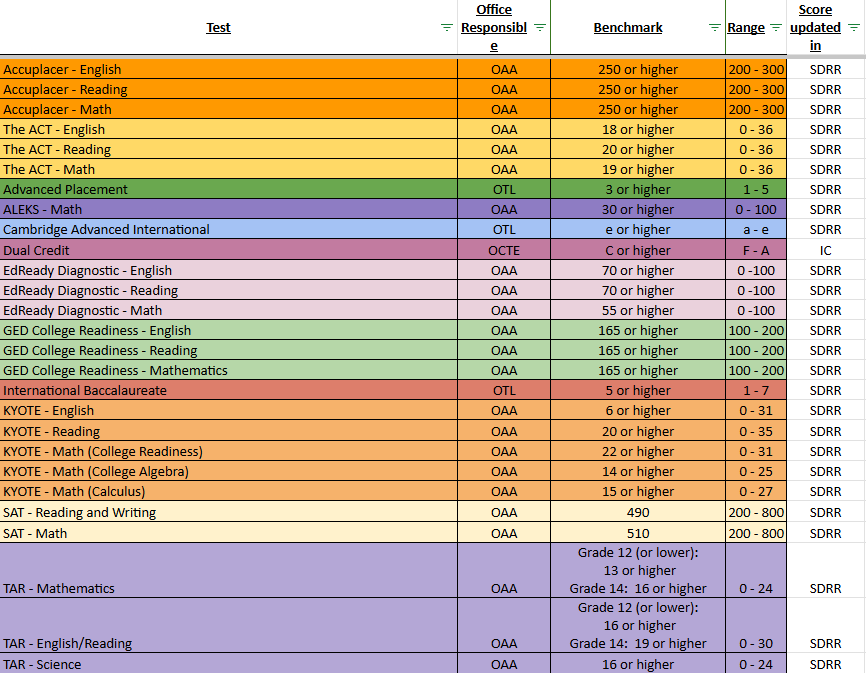 Test Office Responsibl e Benchmark Range Score updated in
Accuplacer - English OAA 250 or higher 200 - 300 SDRR
Accuplacer - Reading OAA 250 or higher 200 - 300 SDRR
Accuplacer - Math OAA 250 or higher 200 - 300 SDRR
The ACT - English OAA 18 or higher 0 - 36 SDRR
The ACT - Reading OAA 20 or higher 0 - 36 SDRR
The ACT - Math OAA 19 or higher 0 - 36 SDRR
Advanced Placement OTL 3 or higher 1 - 5 SDRR
ALEKS - Math OAA 30 or higher 0 - 100 SDRR
Cambridge Advanced International OTL e or higher a - e SDRR
Dual Credit OCTE C or higher F - A IC
EdReady Diagnostic - English OAA 70 or higher 0 -100 SDRR
EdReady Diagnostic - Reading OAA 70 or higher 0 -100 SDRR
EdReady Diagnostic - Math OAA 55 or higher 0 -100 SDRR
GED College Readiness - English OAA 165 or higher 100 - 200 SDRR
GED College Readiness - Reading OAA 165 or higher 100 - 200 SDRR
GED College Readiness - Mathematics OAA 165 or higher 100 - 200 SDRR
International Baccalaureate OTL 5 or higher 1 - 7 SDRR
KYOTE - English OAA 6 or higher 0 - 31 SDRR
KYOTE - Reading OAA 20 or higher 0 - 35 SDRR
KYOTE - Math (College Readiness) OAA 22 or higher 0 - 31 SDRR
KYOTE - Math (College Algebra) OAA 14 or higher 0 - 25 SDRR
KYOTE - Math (Calculus) OAA 15 or higher 0 - 27 SDRR
SAT - Reading and Writing OAA 490 200 - 800 SDRR
SAT - Math OAA 510 200 - 800 SDRR
Grade 12 (or lower):
13 or higher
TAR - Mathematics OAA Grade 14: 16 or higher 0 - 24 SDRR
Grade 12 (or lower):
16 or higher
TAR - English/Reading OAA Grade 14: 19 or higher 0 - 30 SDRR
TAR - Science OAA 16 or higher 0 - 24 SDRR